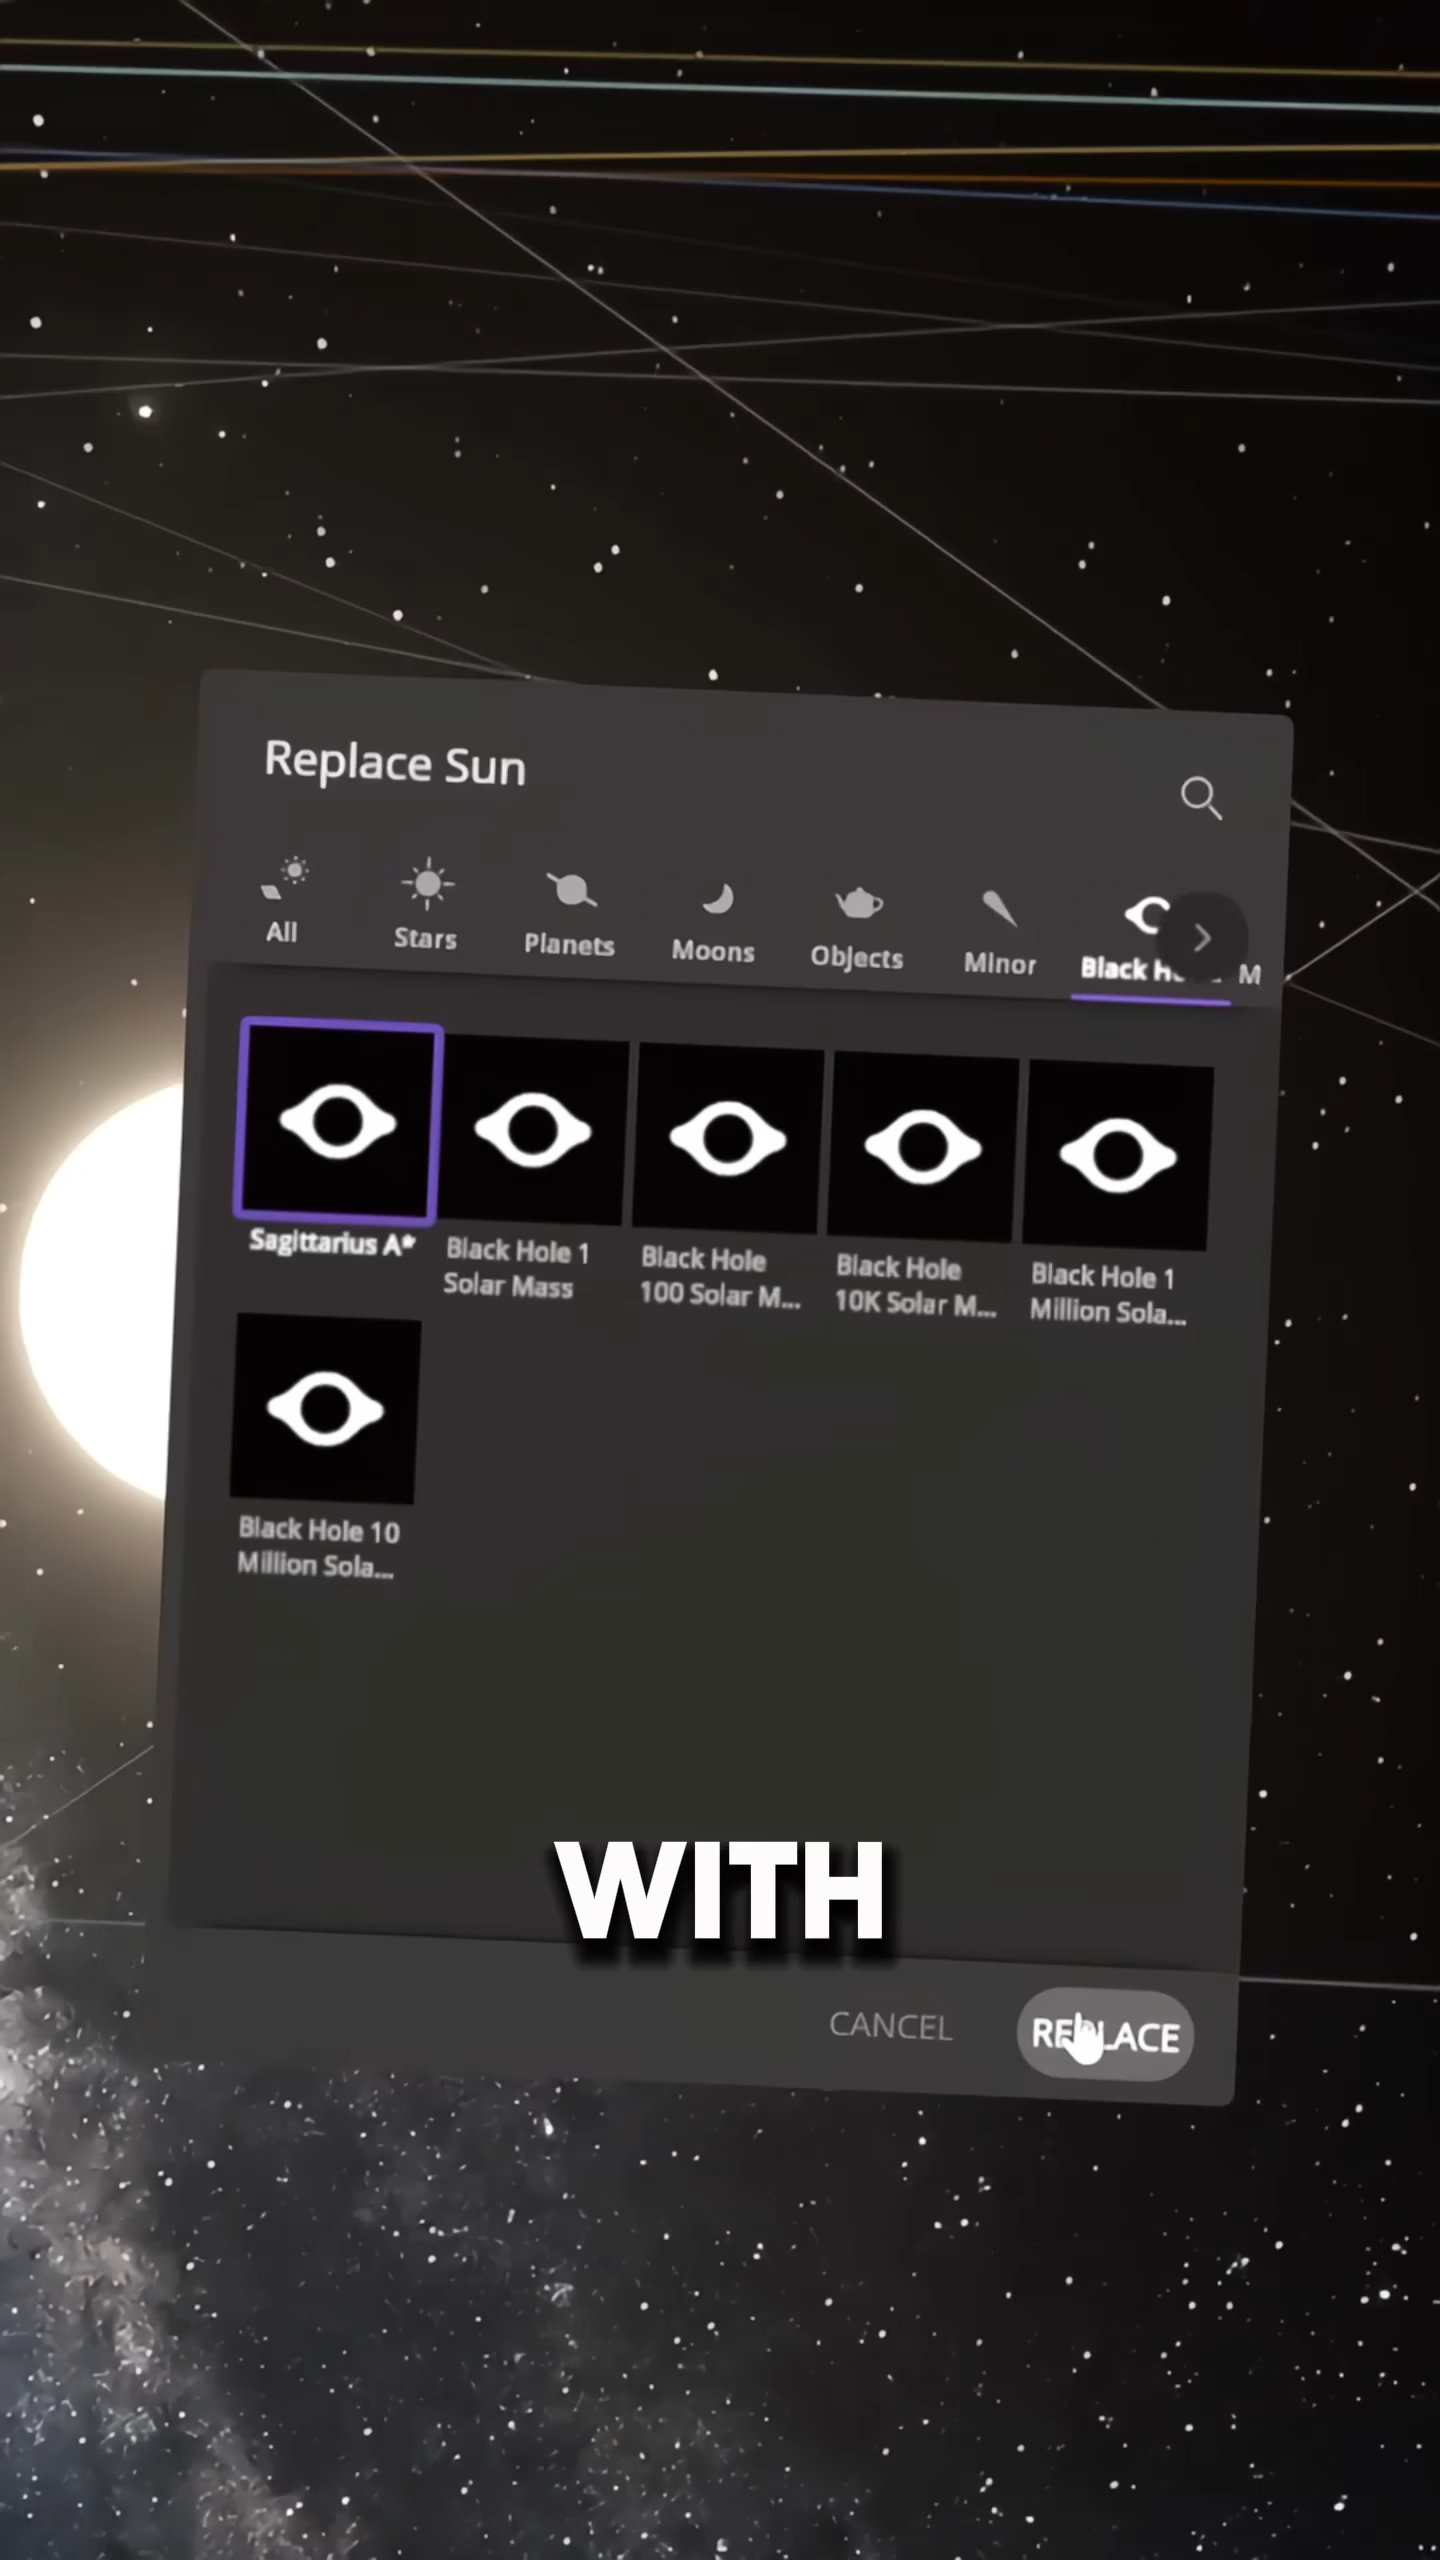 Replace Sun
All
Stars
Planets
Moons
Objects
Minor
Black H
M
Sagittarius A*
Black Hole 1
Solar Mass
Black Hole
100 Solar M...
Black Hole
10K Solar M...
Black Hole 1
Million Sola...
Black Hole 10
Million Sola...
WITH
CANCEL
REPLACE